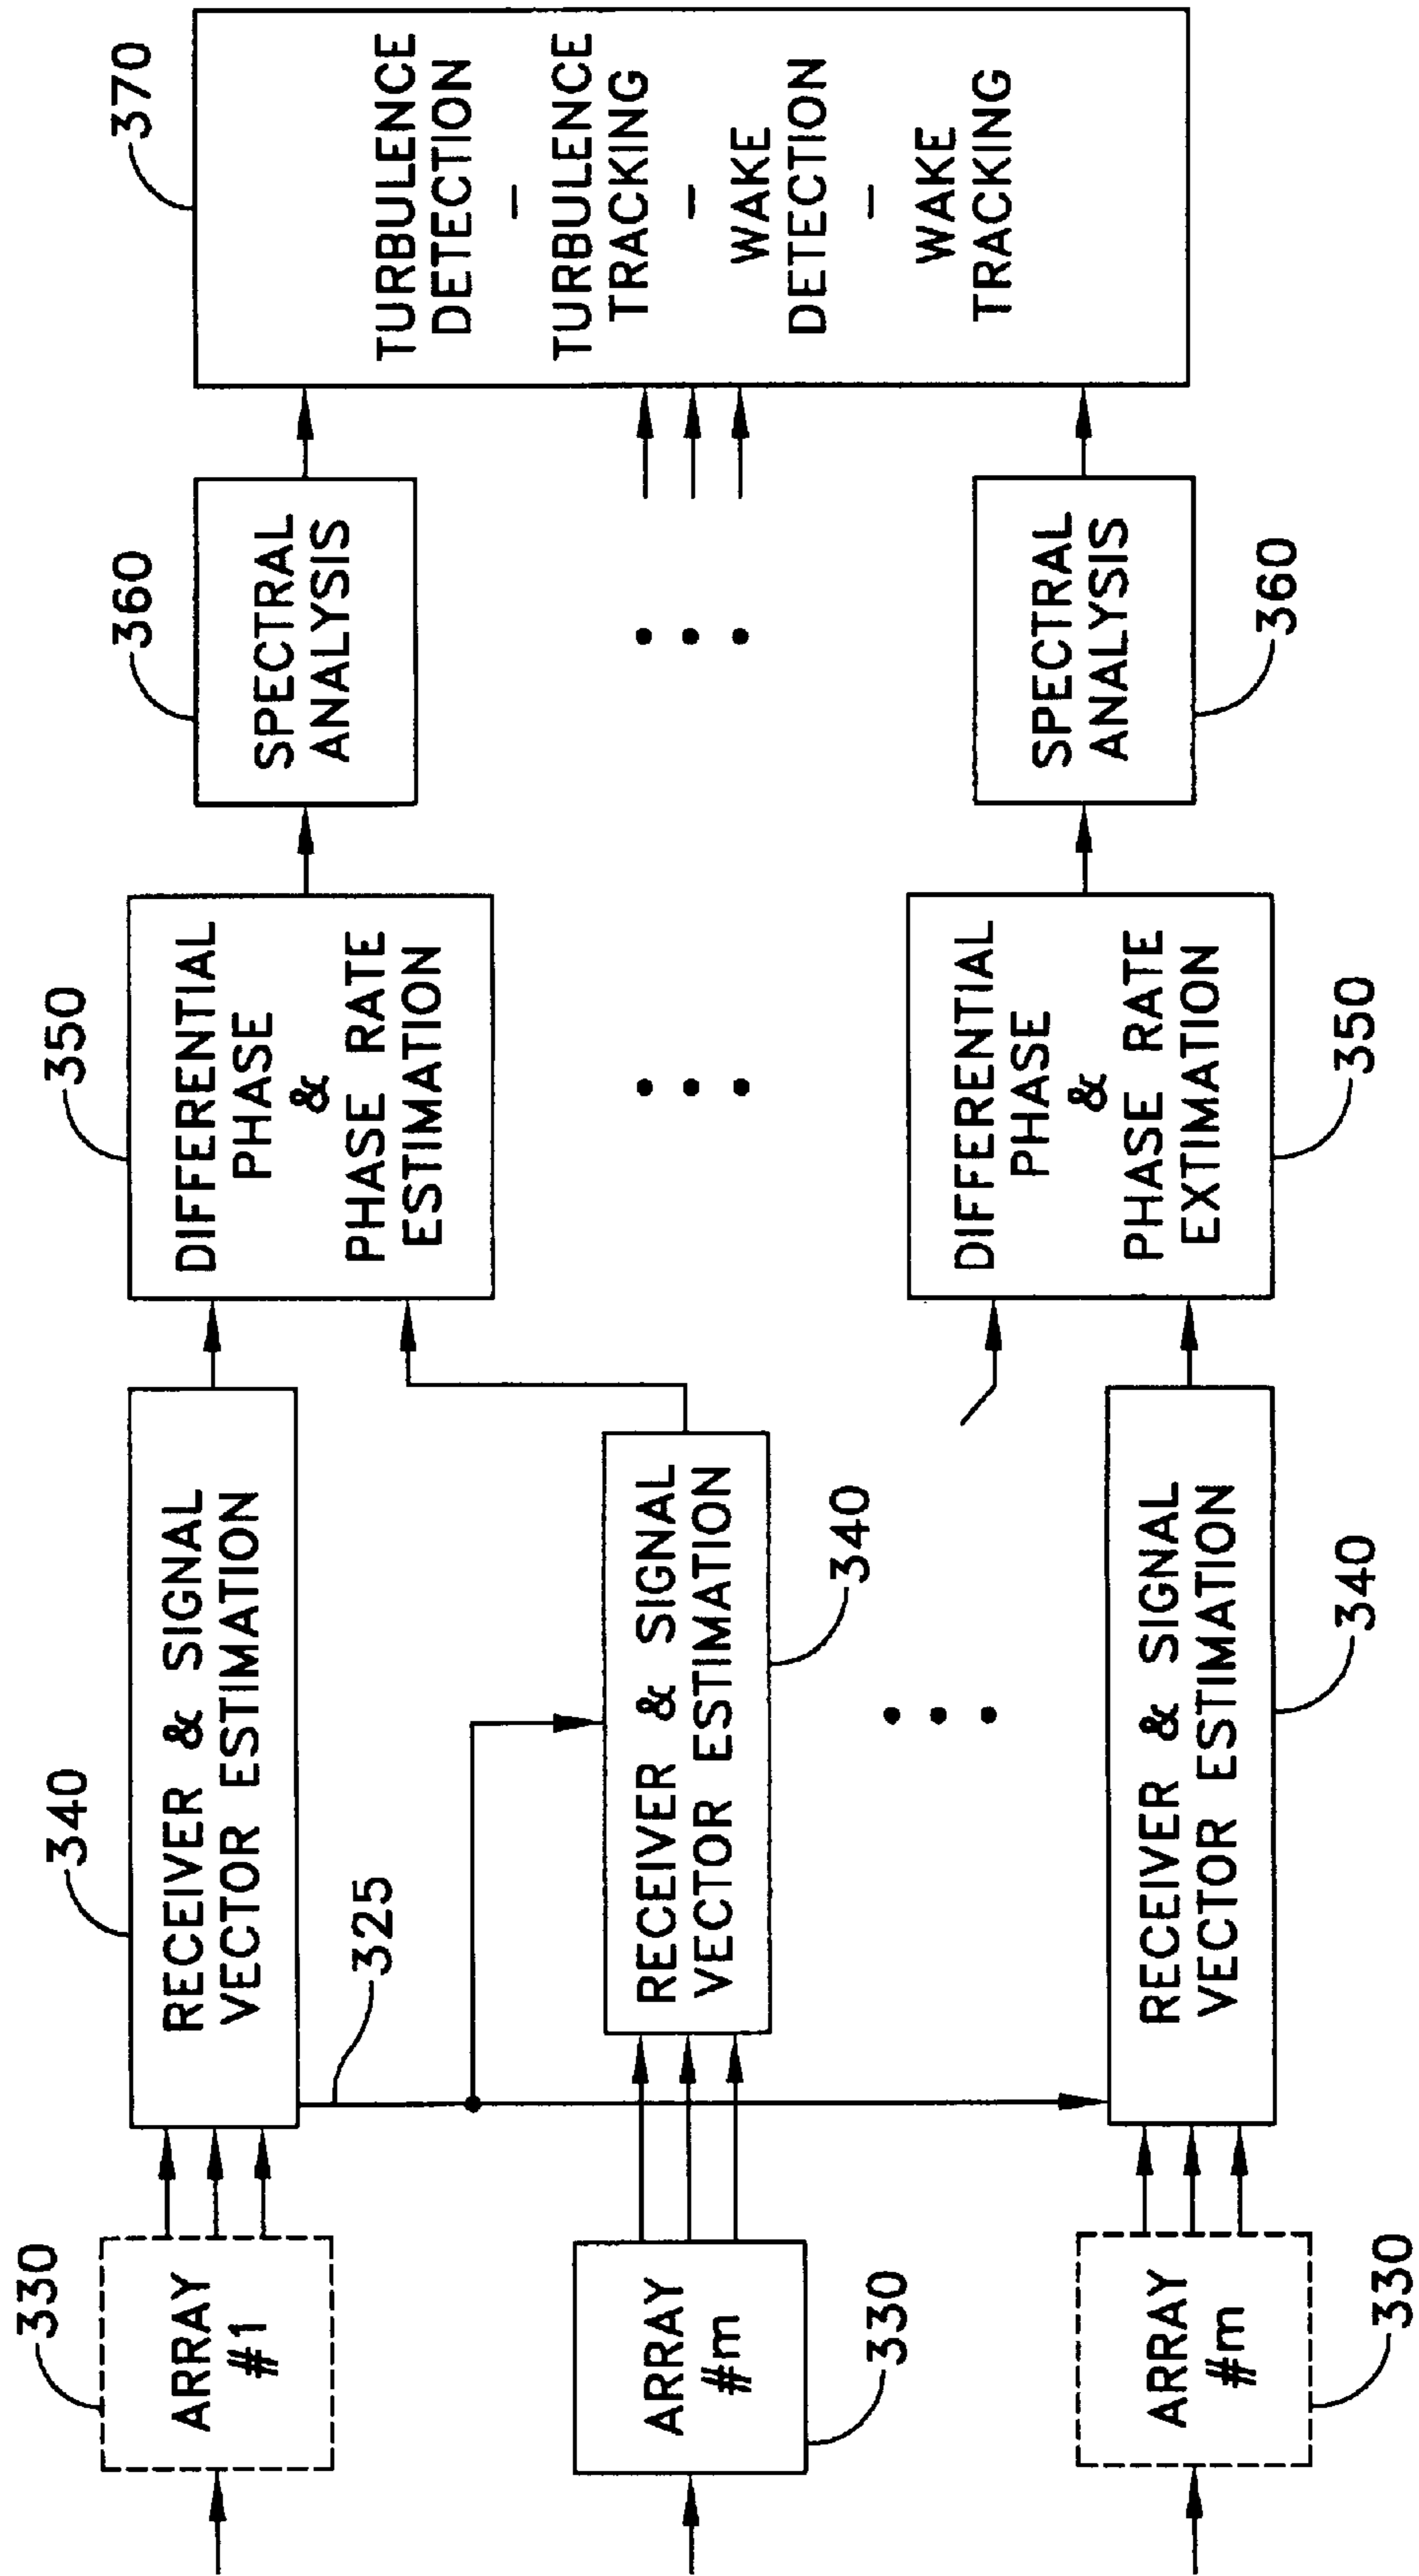 330
ARRAY
#1
340
RECEIVER & SIGNAL
VECTOR ESTIMATION
325
350
DIFFERENTIAL
PHASE
&
PHASE RATE
ESTIMATION
360
SPECTRAL
ANALYSIS
370
TURBULENCE
DETECTION
–
TURBULENCE
TRACKING
–
WAKE
DETECTION
–
WAKE
TRACKING
ARRAY
#m
330
RECEIVER & SIGNAL
VECTOR ESTIMATION
340
ARRAY
#m
330
RECEIVER & SIGNAL
VECTOR ESTIMATION
340
DIFFERENTIAL
PHASE
&
PHASE RATE
EXTIMATION
350
SPECTRAL
ANALYSIS
360